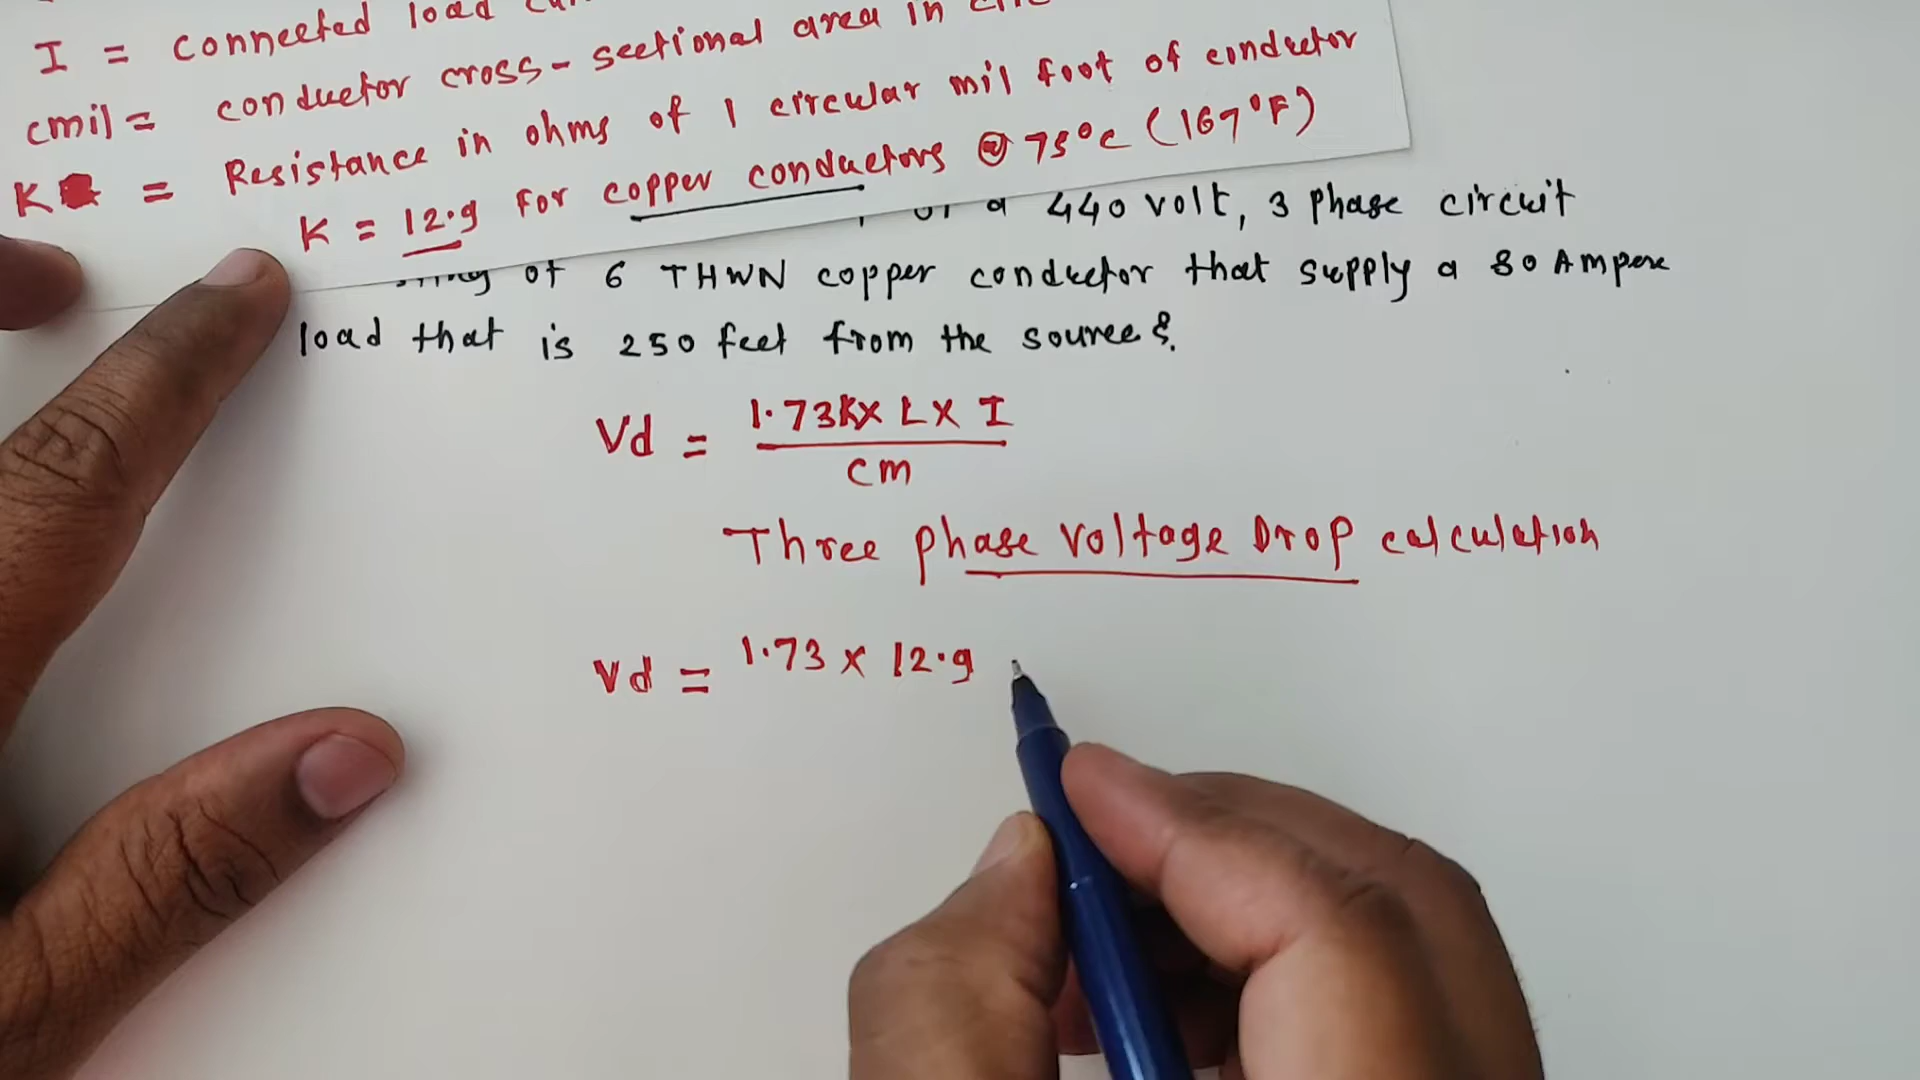 I = connected load
cmil = conductor cross-sectional area in
K = Resistance in ohms of 1 circular mil foot of conductor
K = 12.9 for copper conductors @ 75°C (167°F)
of a 440 volt, 3 phase circuit
of 6 THWN copper conductor that supply a 80 Ampere
load that is 250 feet from the source &.
Vd = 1.73K X L X I
cm
Three phase voltage Drop calculation
Vd = 1.73 x 12.9